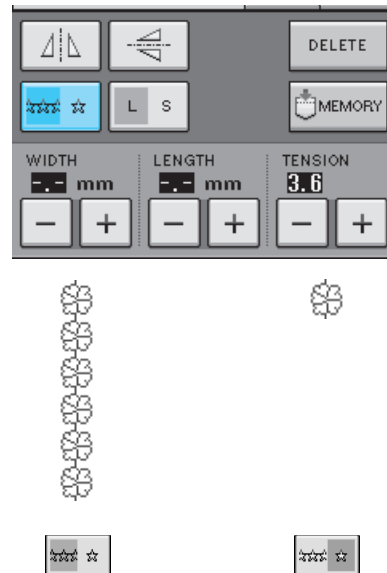 DELETE
L S
MEMORY
WIDTH LENGTH TENSION
-.- mm -.- mm 3.6
− + − + − +